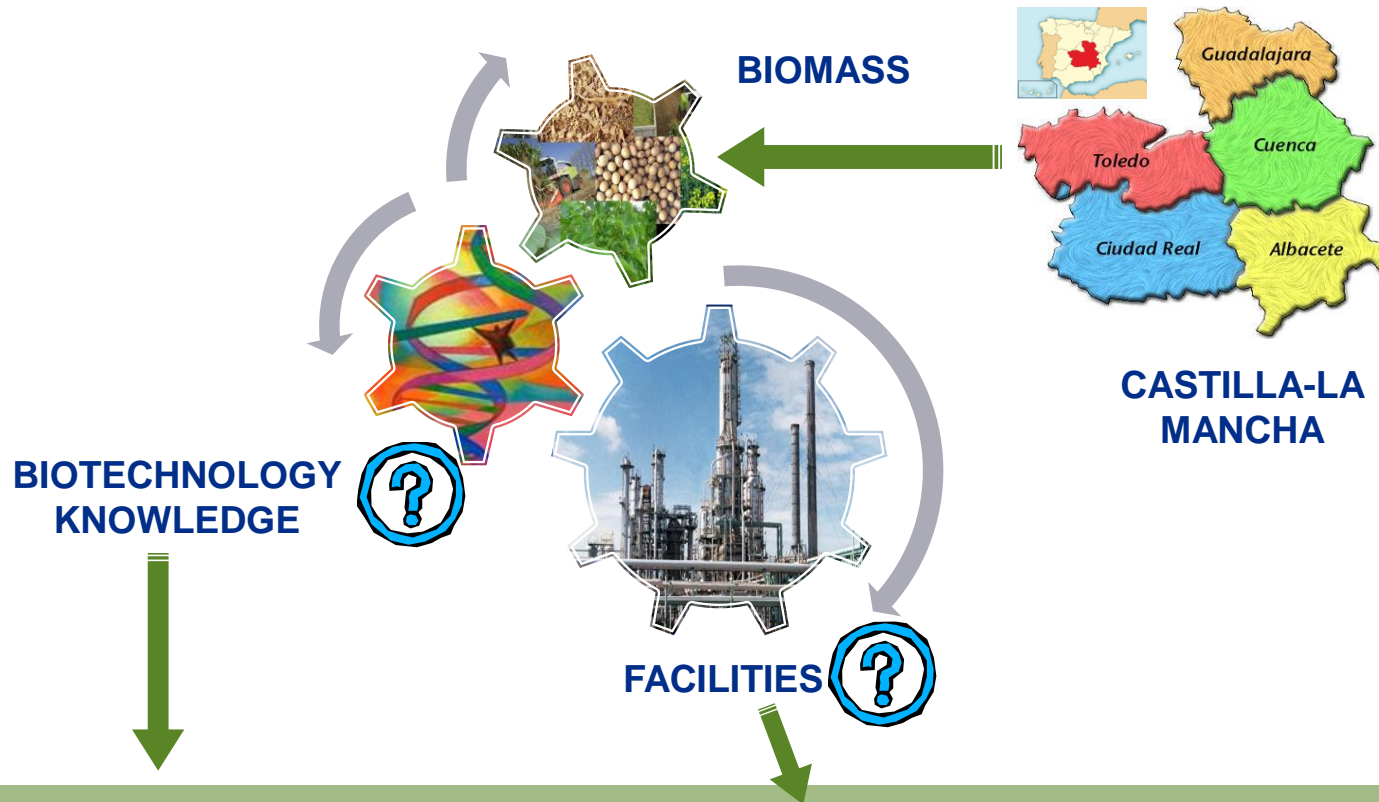 BIOMASS
Guadalajara
Cuenca
Toledo
Ciudad Real
Albacete
CASTILLA-LA
MANCHA
BIOTECHNOLOGY
KNOWLEDGE
?
FACILITIES
?